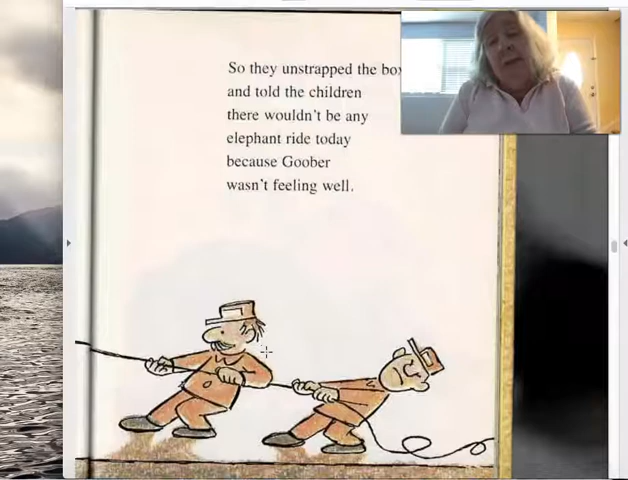 So they unstrapped the box
and told the children
there wouldn't be any
elephant ride today
because Goober
wasn't feeling well.